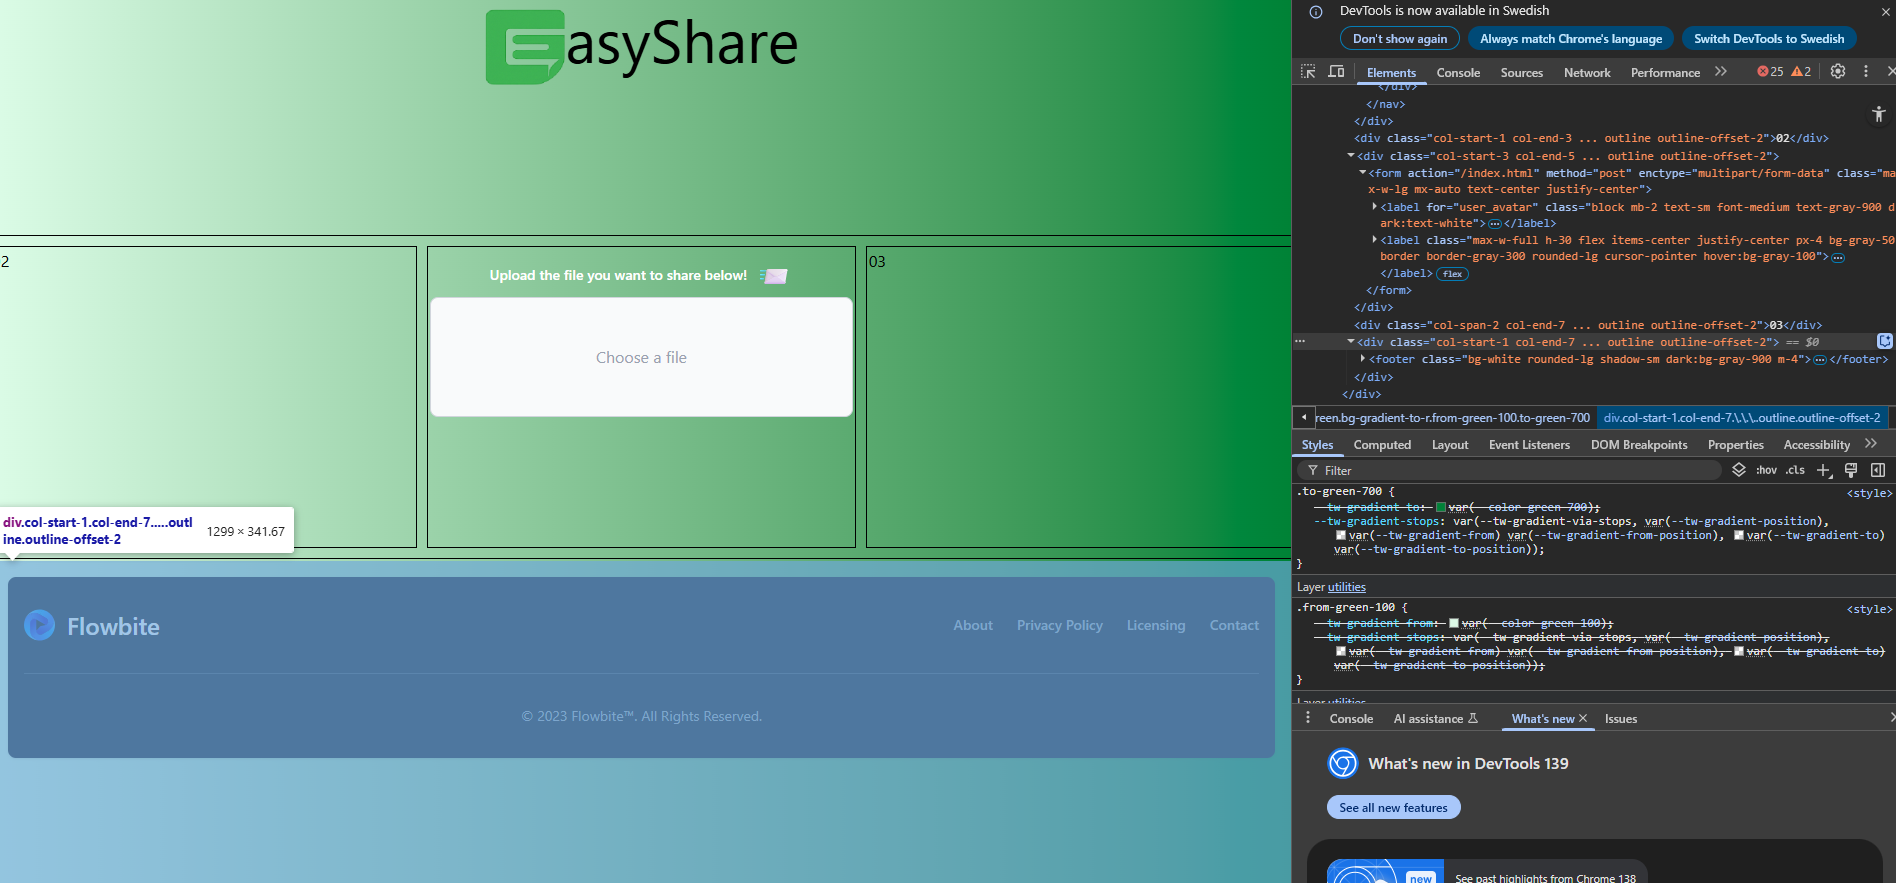 EasyShare
02
Upload the file you want to share below!
Choose a file
03
div.col-start-1.col-end-7.....outl
ine.outline-offset-2
1299 × 341.67
Flowbite
About
Privacy Policy
Licensing
Contact
© 2023 Flowbite™. All Rights Reserved.
DevTools is now available in Swedish
Don't show again
Always match Chrome's language
Switch DevTools to Swedish
Elements
Console
Sources
Network
Performance
25
2
</div>
</nav>
</div>
<div class="col-start-1 col-end-3 ... outline outline-offset-2">02</div>
<div class="col-start-3 col-end-5 ... outline outline-offset-2">
<form action="/index.html" method="post" enctype="multipart/form-data" class="ma
x-w-lg mx-auto text-center justify-center">
<label for="user_avatar" class="block mb-2 text-sm font-medium text-gray-900 d
ark:text-white"> </label>
<label class="max-w-full h-30 flex items-center justify-center px-4 bg-gray-50
border border-gray-300 rounded-lg cursor-pointer hover:bg-gray-100">
</label> flex
</form>
</div>
<div class="col-span-2 col-end-7 ... outline outline-offset-2">03</div>
<div class="col-start-1 col-end-7 ... outline outline-offset-2"> == $0
<footer class="bg-white rounded-lg shadow-sm dark:bg-gray-900 m-4"> </footer>
</div>
</div>
reen.bg-gradient-to-r.from-green-100.to-green-700
div.col-start-1.col-end-7.\.\.\..outline.outline-offset-2
Styles
Computed
Layout
Event Listeners
DOM Breakpoints
Properties
Accessibility
Filter
:hov
.cls
.to-green-700 {
<style>
--tw-gradient-to: var(--color-green-700);
--tw-gradient-stops: var(--tw-gradient-via-stops, var(--tw-gradient-position),
var(--tw-gradient-from) var(--tw-gradient-from-position), var(--tw-gradient-to)
var(--tw-gradient-to-position));
}
Layer utilities
.from-green-100 {
<style>
--tw-gradient-from: var(--color-green-100);
--tw-gradient-stops: var(--tw-gradient-via-stops, var(--tw-gradient-position),
var(--tw-gradient-from) var(--tw-gradient-from-position), var(--tw-gradient-to)
var(--tw-gradient-to-position));
}
Layer utilities
Console
AI assistance
What's new
Issues
What's new in DevTools 139
See all new features
new
See past highlights from Chrome 138